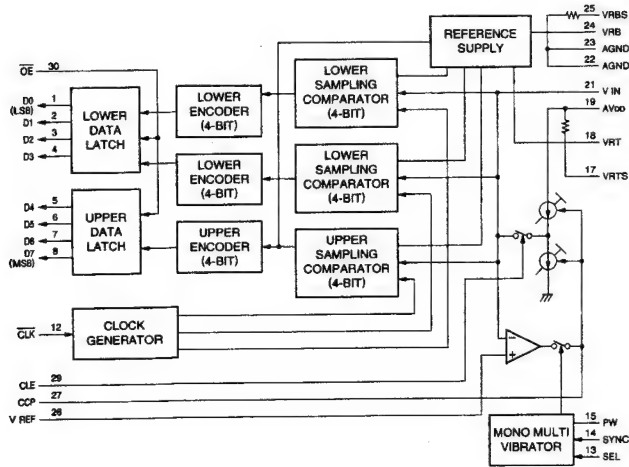 25 VRBS
24 VRB
23 AGND
22 AGND
REFERENCE
SUPPLY
OE 30
21 V IN
19 AVDD
18 VRT
17 VRTS
D0 1
(LSB)
D1 2
D2 3
D3 4
LOWER
DATA
LATCH
LOWER
ENCODER
(4-BIT)
LOWER
SAMPLING
COMPARATOR
(4-BIT)
LOWER
ENCODER
(4-BIT)
LOWER
SAMPLING
COMPARATOR
(4-BIT)
D4 5
D5 6
D6 7
D7 8
(MSB)
UPPER
DATA
LATCH
UPPER
ENCODER
(4-BIT)
UPPER
SAMPLING
COMPARATOR
(4-BIT)
CLK 12
CLOCK
GENERATOR
CLE 29
CCP 27
V REF 26
−
+
MONO MULTI
VIBRATOR
15 PW
14 SYNC
13 SEL